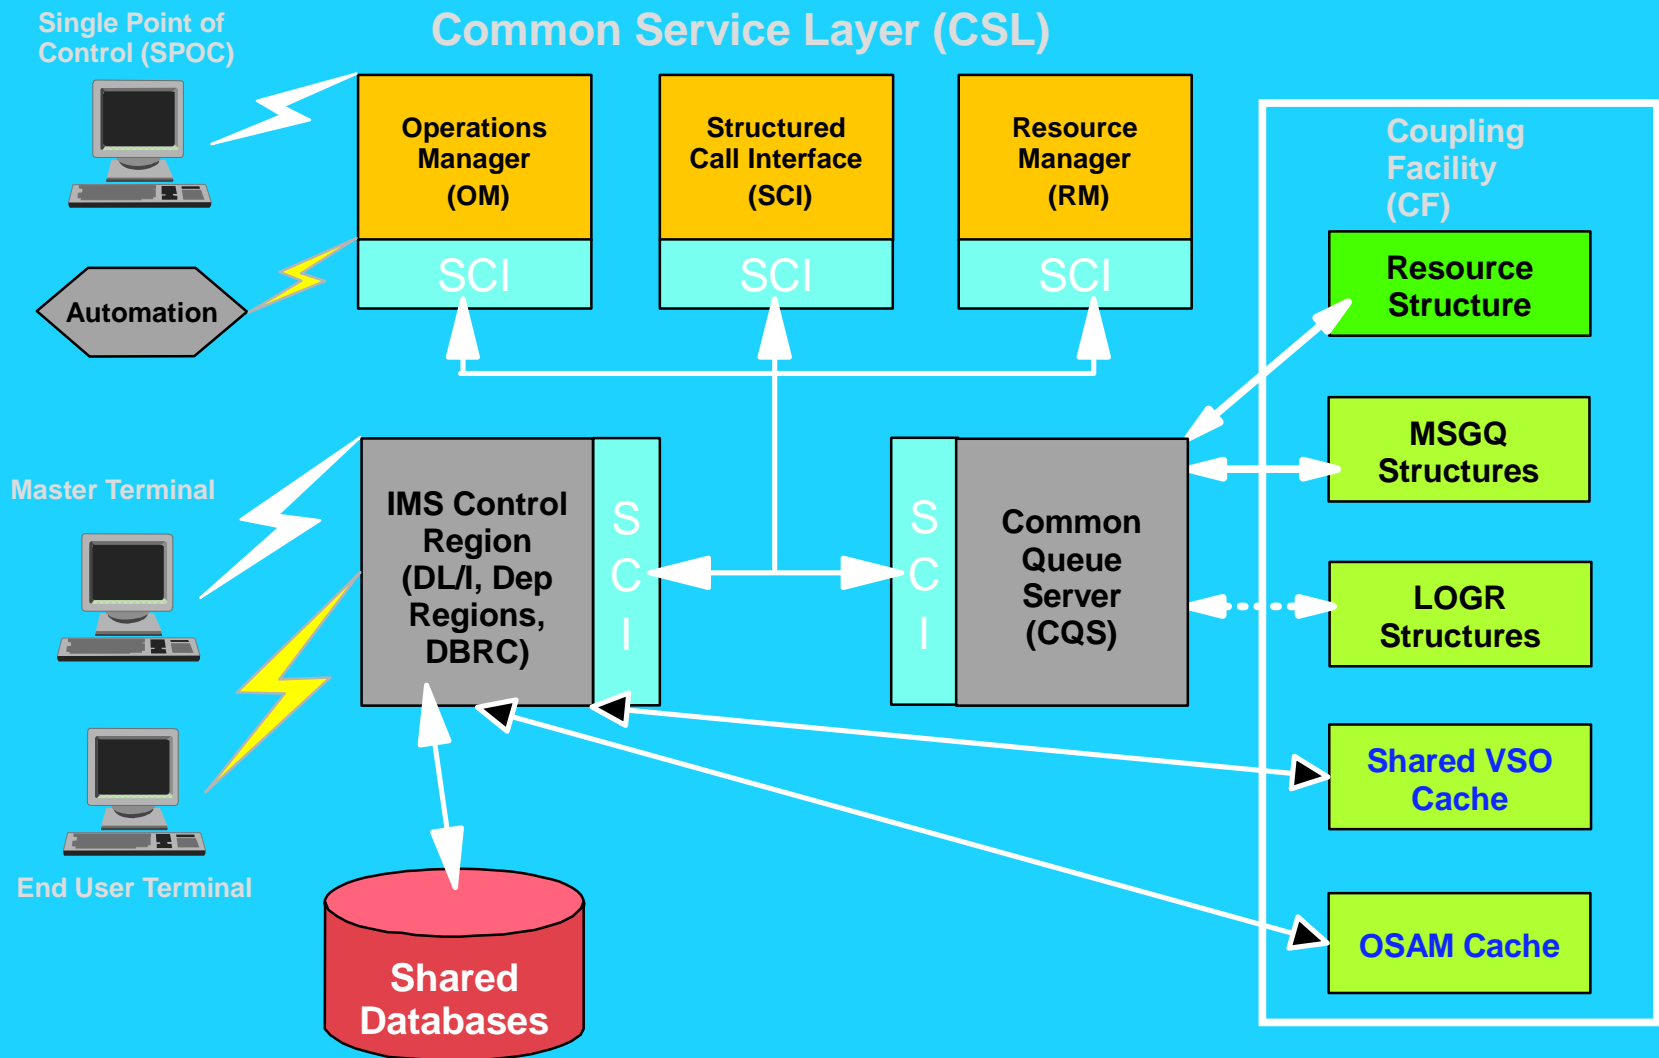 Common Service Layer (CSL)
Single Point of
Control (SPOC)
Operations
Manager
(OM)
SCI
Structured
Call Interface
(SCI)
SCI
Resource
Manager
(RM)
SCI
Automation
Coupling
Facility
(CF)
Resource
Structure
MSGQ
Structures
LOGR
Structures
Shared VSO
Cache
OSAM Cache
Master Terminal
End User Terminal
IMS Control
Region
(DL/I, Dep
Regions,
DBRC)
S
C
I
S
C
I
Common
Queue
Server
(CQS)
Shared
Databases